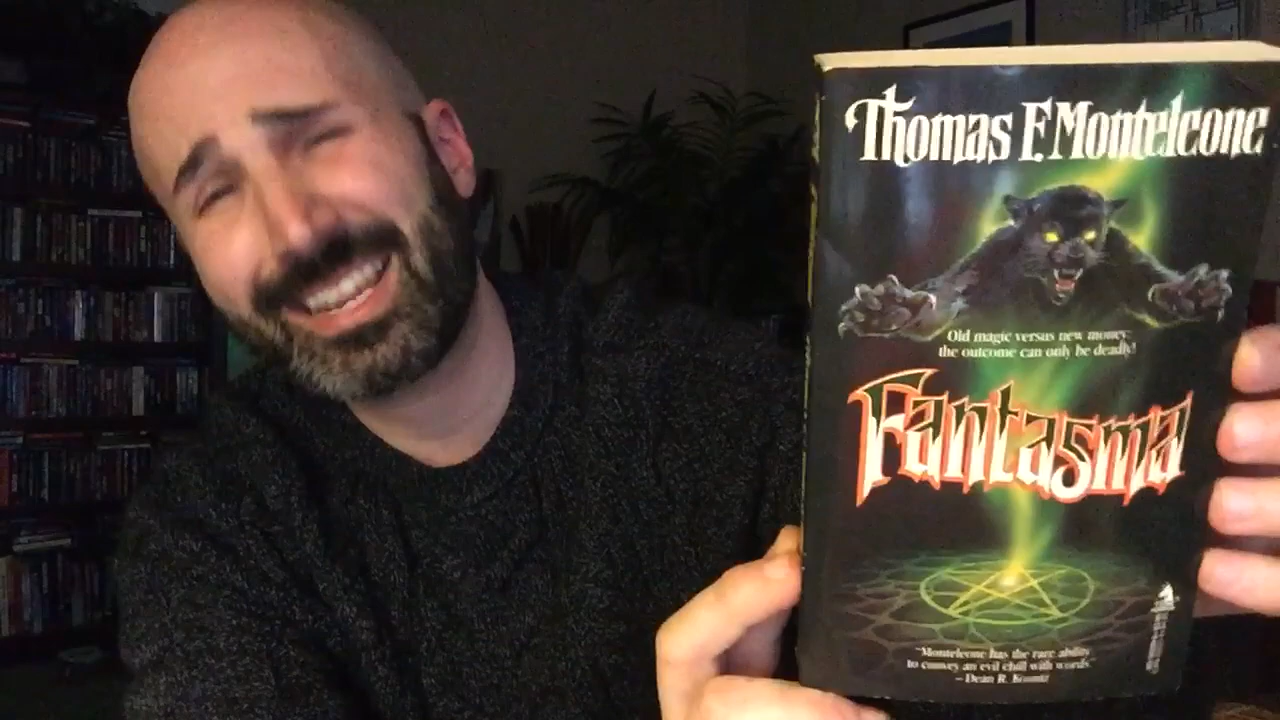 Thomas F. Monteleone
Old magic versus new money:
the outcome can only be deadly!
Fantasma
"Monteleone has the rare ability
to convey an evil chill with words."
– Dean R. Koontz